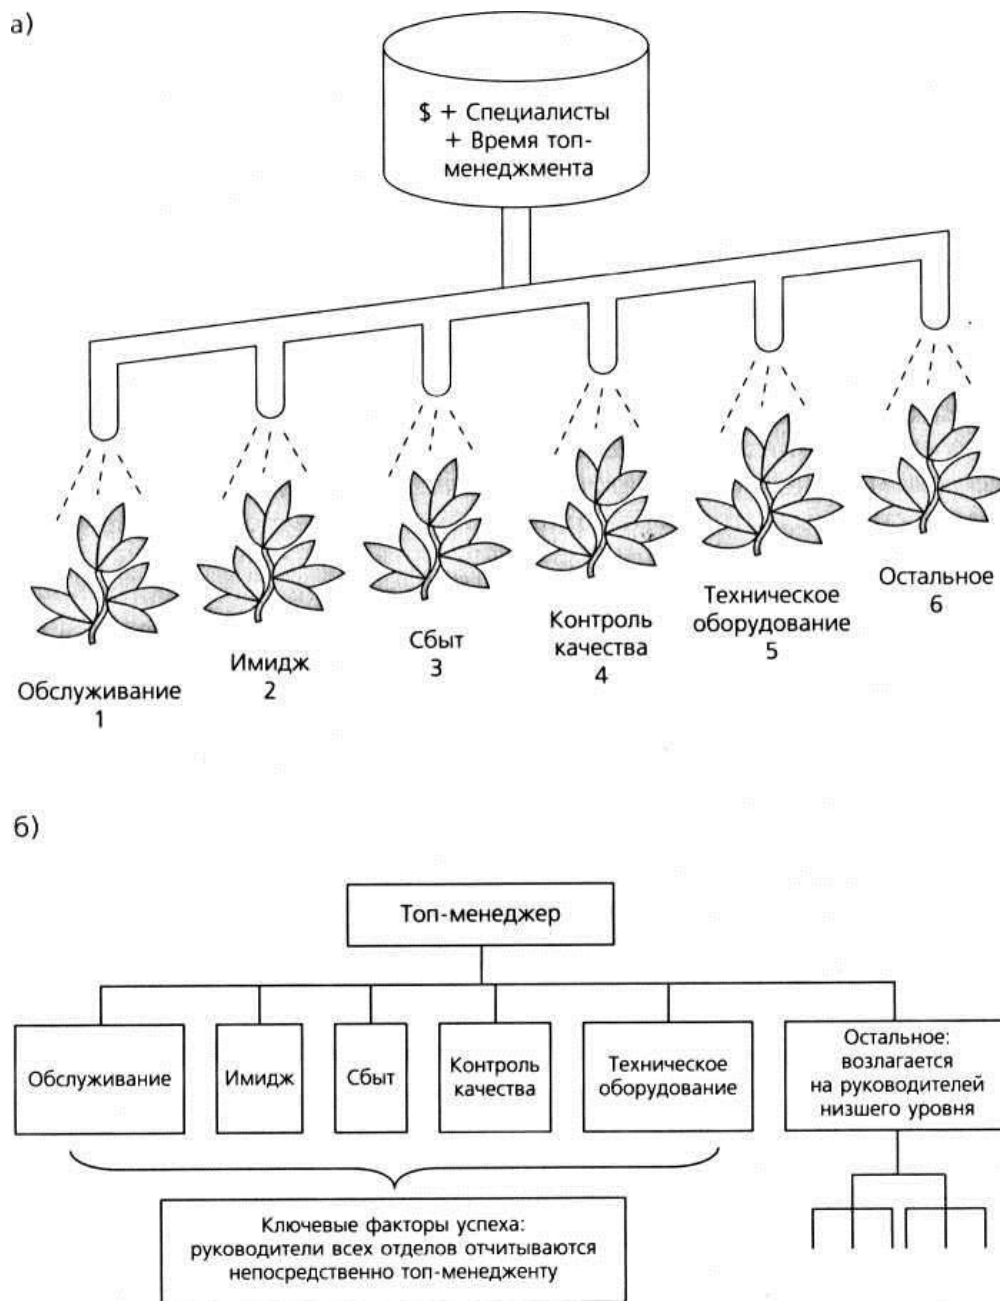 а)
$ + Специалисты
+ Время топ-
менеджмента
Обслуживание
1
Имидж
2
Сбыт
3
Контроль
качества
4
Техническое
оборудование
5
Остальное
6
б)
Топ-менеджер
Обслуживание
Имидж
Сбыт
Контроль
качества
Техническое
оборудование
Остальное:
возлагается
на руководителей
низшего уровня
Ключевые факторы успеха:
руководители всех отделов отчитываются
непосредственно топ-менедженту